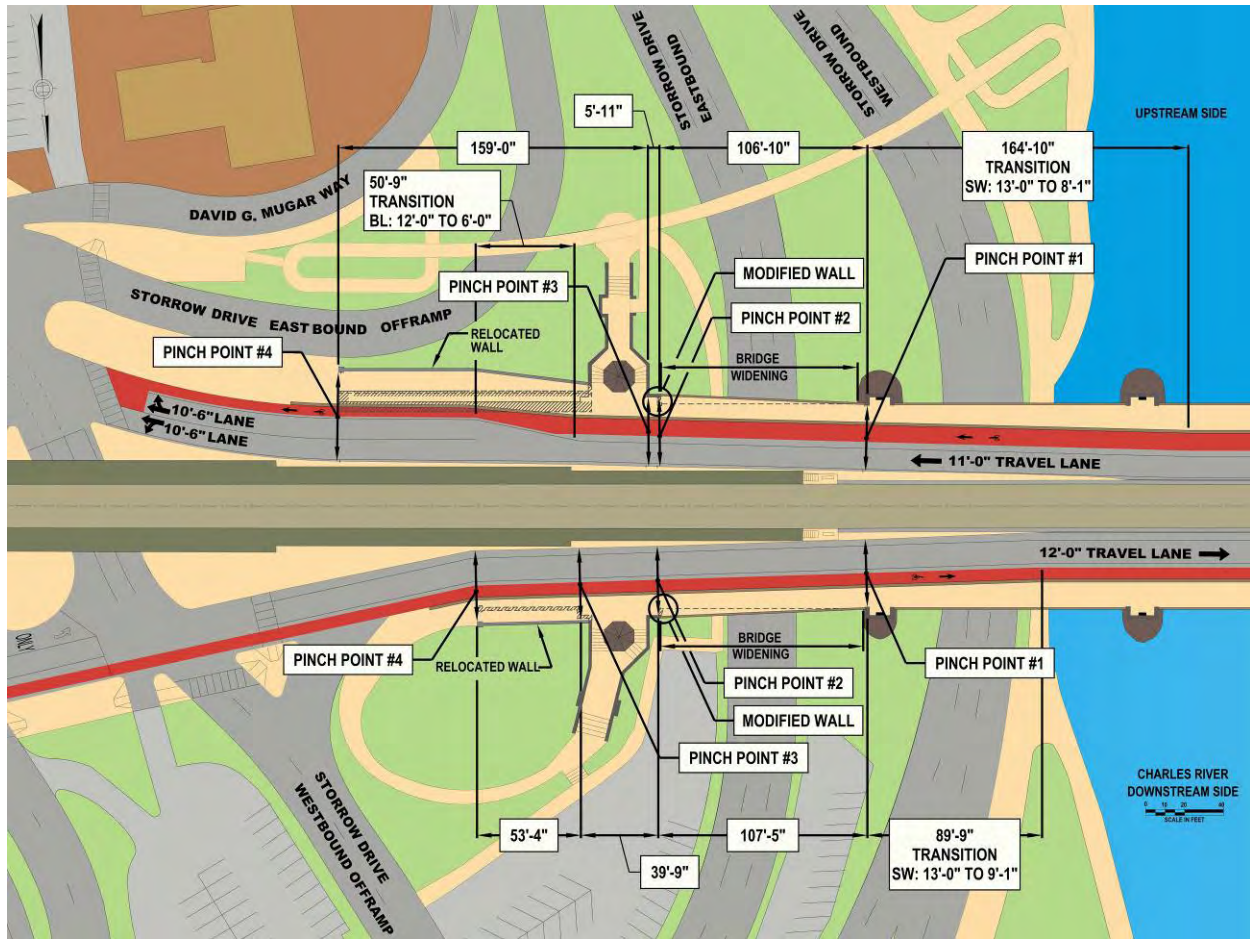 STORROW DRIVE
EASTBOUND
STORROW DRIVE
WESTBOUND
UPSTREAM SIDE
5'-11"
159'-0"
106'-10"
164'-10"
TRANSITION
SW: 13'-0" TO 8'-1"
50'-9"
TRANSITION
BL: 12'-0" TO 6'-0"
DAVID G. MUGAR WAY
PINCH POINT #3
MODIFIED WALL
PINCH POINT #1
STORROW DRIVE EAST BOUND OFFRAMP
PINCH POINT #2
RELOCATED
WALL
PINCH POINT #4
BRIDGE
WIDENING
10'-6" LANE
10'-6" LANE
11'-0" TRAVEL LANE
12'-0" TRAVEL LANE
ONLY
PINCH POINT #4
RELOCATED WALL
BRIDGE
WIDENING
PINCH POINT #1
PINCH POINT #2
MODIFIED WALL
PINCH POINT #3
STORROW DRIVE
WESTBOUND OFFRAMP
CHARLES RIVER
DOWNSTREAM SIDE
0 10 20 40
SCALE IN FEET
53'-4"
39'-9"
107'-5"
89'-9"
TRANSITION
SW: 13'-0" TO 9'-1"